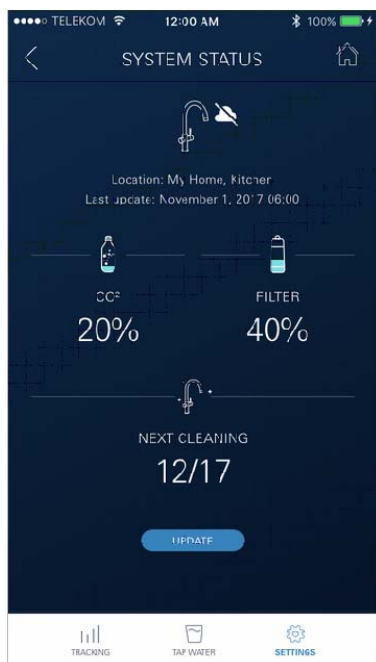 TELEKOM 12:00 AM 100%
SYSTEM STATUS
Location: My Home, Kitchen
Last update: November 1, 2017 06:00
CO² FILTER
20% 40%
NEXT CLEANING
12/17
UPDATE
TRACKING TAP WATER SETTINGS